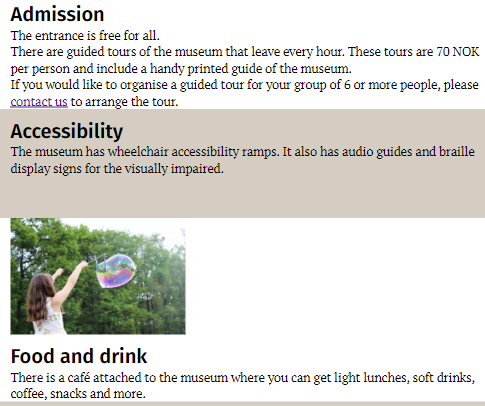 Admission
The entrance is free for all.
There are guided tours of the museum that leave every hour. These tours are 70 NOK
per person and include a handy printed guide of the museum.
If you would like to organise a guided tour for your group of 6 or more people, please
contact us to arrange the tour.
Accessibility
The museum has wheelchair accessibility ramps. It also has audio guides and braille
display signs for the visually impaired.
Food and drink
There is a café attached to the museum where you can get light lunches, soft drinks,
coffee, snacks and more.